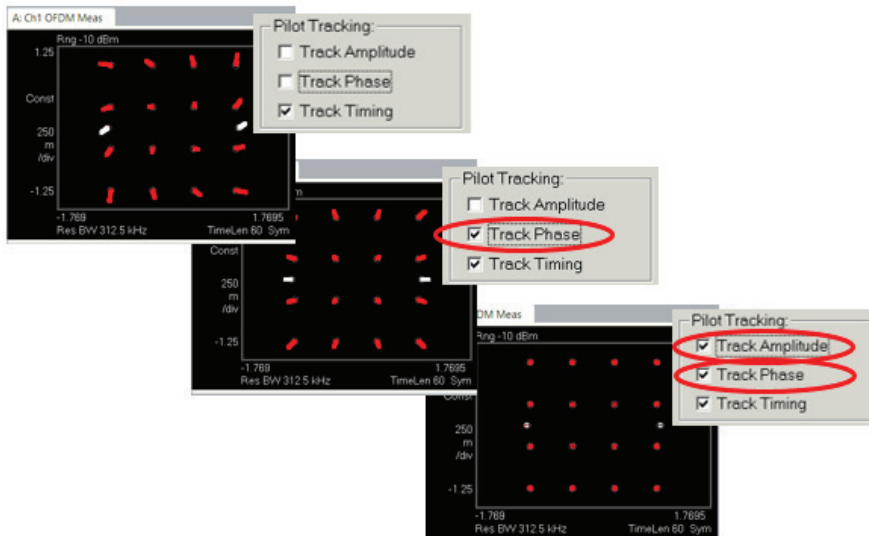 A: Ch1 OFDM Meas
Rng -10 dBm
1.25
Const
250
m
/div
-1.25
-1.769
1.7695
Res BW 312.5 kHz
TimeLen 60 Sym
Pilot Tracking:
Track Amplitude
Track Phase
Track Timing
m
Const
250
m
/div
-1.25
-1.769
1.7695
Res BW 312.5 kHz
TimeLen 60 Sym
Pilot Tracking:
Track Amplitude
Track Phase
Track Timing
DM Meas
Rng -10 dBm
Const
250
m
/div
-1.25
-1.769
1.7695
Res BW 312.5 kHz
TimeLen 60 Sym
Pilot Tracking:
Track Amplitude
Track Phase
Track Timing